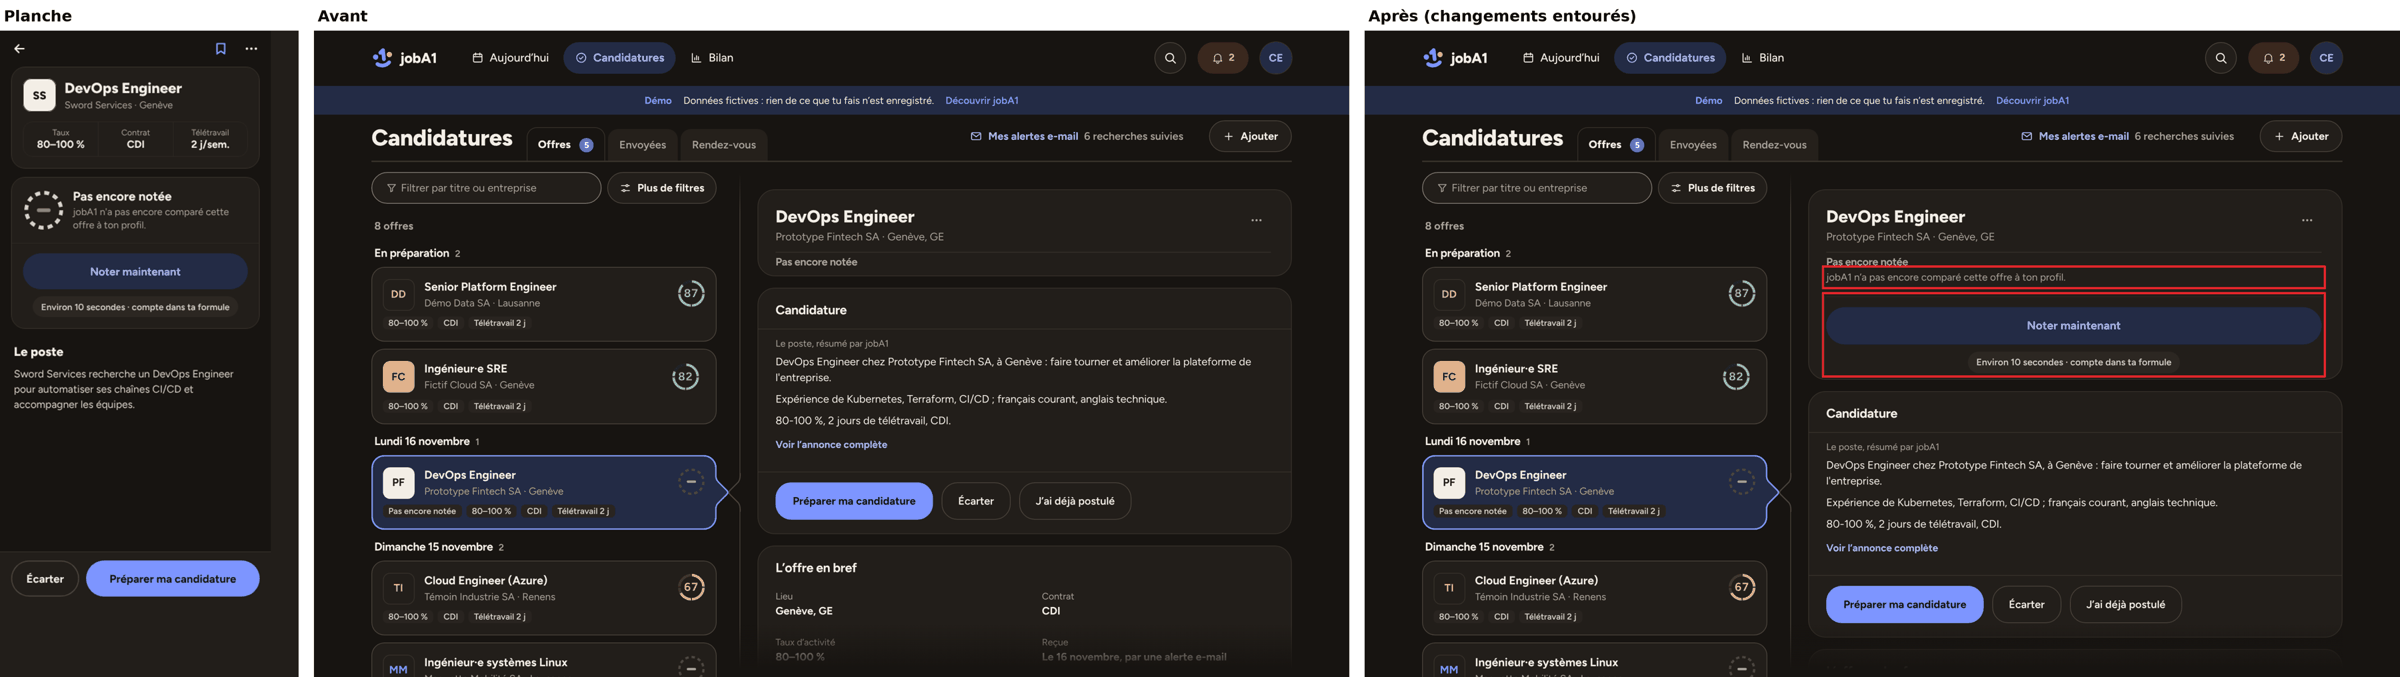 Planche
SS
DevOps Engineer
Sword Services · Genève
Taux
80–100 %
Contrat
CDI
Télétravail
2 j/sem.
Pas encore notée
jobA1 n'a pas encore comparé cette
offre à ton profil.
Noter maintenant
Environ 10 secondes · compte dans ta formule
Le poste
Sword Services recherche un DevOps Engineer
pour automatiser ses chaînes CI/CD et
accompagner les équipes.
Écarter
Préparer ma candidature
Avant
jobA1
Aujourd'hui
Candidatures
Bilan
2
CE
Démo Données fictives : rien de ce que tu fais n'est enregistré. Découvrir jobA1
Candidatures
Offres 5
Envoyées
Rendez-vous
Mes alertes e-mail 6 recherches suivies
+ Ajouter
Filtrer par titre ou entreprise
Plus de filtres
8 offres
En préparation 2
DD
Senior Platform Engineer
Démo Data SA · Lausanne
87
80–100 % CDI Télétravail 2 j
FC
Ingénieur·e SRE
Fictif Cloud SA · Genève
82
80–100 % CDI Télétravail 2 j
Lundi 16 novembre 1
PF
DevOps Engineer
Prototype Fintech SA · Genève
Pas encore notée 80–100 % CDI Télétravail 2 j
Dimanche 15 novembre 2
TI
Cloud Engineer (Azure)
Témoin Industrie SA · Renens
67
80–100 % CDI Télétravail 2 j
MM
Ingénieur·e systèmes Linux
DevOps Engineer
Prototype Fintech SA · Genève, GE
Pas encore notée
Candidature
Le poste, résumé par jobA1
DevOps Engineer chez Prototype Fintech SA, à Genève : faire tourner et améliorer la plateforme de
l'entreprise.
Expérience de Kubernetes, Terraform, CI/CD ; français courant, anglais technique.
80-100 %, 2 jours de télétravail, CDI.
Voir l'annonce complète
Préparer ma candidature
Écarter
J'ai déjà postulé
L'offre en bref
Lieu
Genève, GE
Contrat
CDI
Taux d'activité
80–100 %
Reçue
Le 16 novembre, par une alerte e-mail
Après (changements entourés)
jobA1
Aujourd'hui
Candidatures
Bilan
2
CE
Démo Données fictives : rien de ce que tu fais n'est enregistré. Découvrir jobA1
Candidatures
Offres 5
Envoyées
Rendez-vous
Mes alertes e-mail 6 recherches suivies
+ Ajouter
Filtrer par titre ou entreprise
Plus de filtres
8 offres
En préparation 2
DD
Senior Platform Engineer
Démo Data SA · Lausanne
87
80–100 % CDI Télétravail 2 j
FC
Ingénieur·e SRE
Fictif Cloud SA · Genève
82
80–100 % CDI Télétravail 2 j
Lundi 16 novembre 1
PF
DevOps Engineer
Prototype Fintech SA · Genève
Pas encore notée 80–100 % CDI Télétravail 2 j
Dimanche 15 novembre 2
TI
Cloud Engineer (Azure)
Témoin Industrie SA · Renens
67
80–100 % CDI Télétravail 2 j
MM
Ingénieur·e systèmes Linux
DevOps Engineer
Prototype Fintech SA · Genève, GE
Pas encore notée
jobA1 n'a pas encore comparé cette offre à ton profil.
Noter maintenant
Environ 10 secondes · compte dans ta formule
Candidature
Le poste, résumé par jobA1
DevOps Engineer chez Prototype Fintech SA, à Genève : faire tourner et améliorer la plateforme de
l'entreprise.
Expérience de Kubernetes, Terraform, CI/CD ; français courant, anglais technique.
80-100 %, 2 jours de télétravail, CDI.
Voir l'annonce complète
Préparer ma candidature
Écarter
J'ai déjà postulé